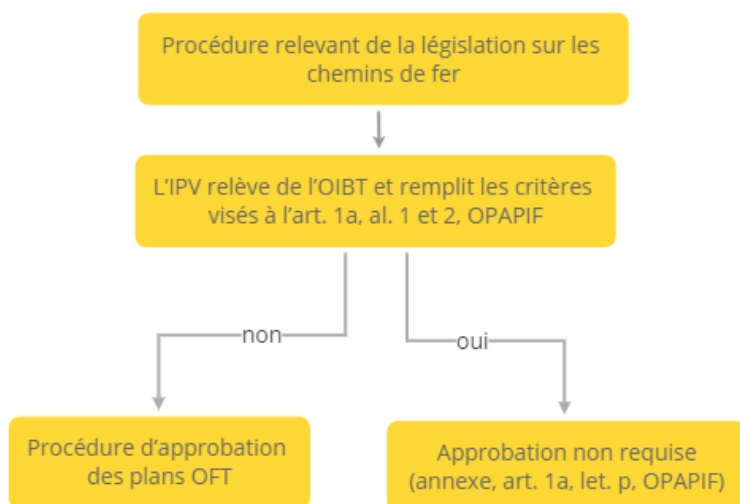 Procédure relevant de la législation sur les
chemins de fer
L'IPV relève de l'OIBT et remplit les critères
visés à l'art. 1a, al. 1 et 2, OPAPIF
non
oui
Procédure d'approbation
des plans OFT
Approbation non requise
(annexe, art. 1a, let. p, OPAPIF)